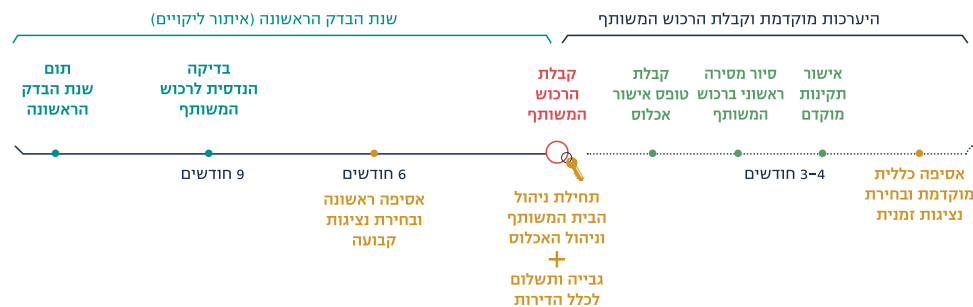 היערכות מוקדמת וקבלת הרכוש המשותף
שנת הבדק הראשונה (איתור ליקויים)
אישור
תקינות
מוקדם
סיור מסירה
ראשוני ברכוש
המשותף
קבלת
טופס אישור
אכלוס
קבלת
הרכוש
המשותף
בדיקה
הנדסית לרכוש
המשותף
תום
שנת הבדק
הראשונה
אסיפה כללית
מוקדמת ובחירת
נציגות זמנית
3-4 חודשים
תחילת ניהול
הבית המשותף
וניהול האכלוס
+
גבייה ותשלום
לכלל הדירות
6 חודשים
אסיפה ראשונה
ובחירת נציגות
קבועה
9 חודשים